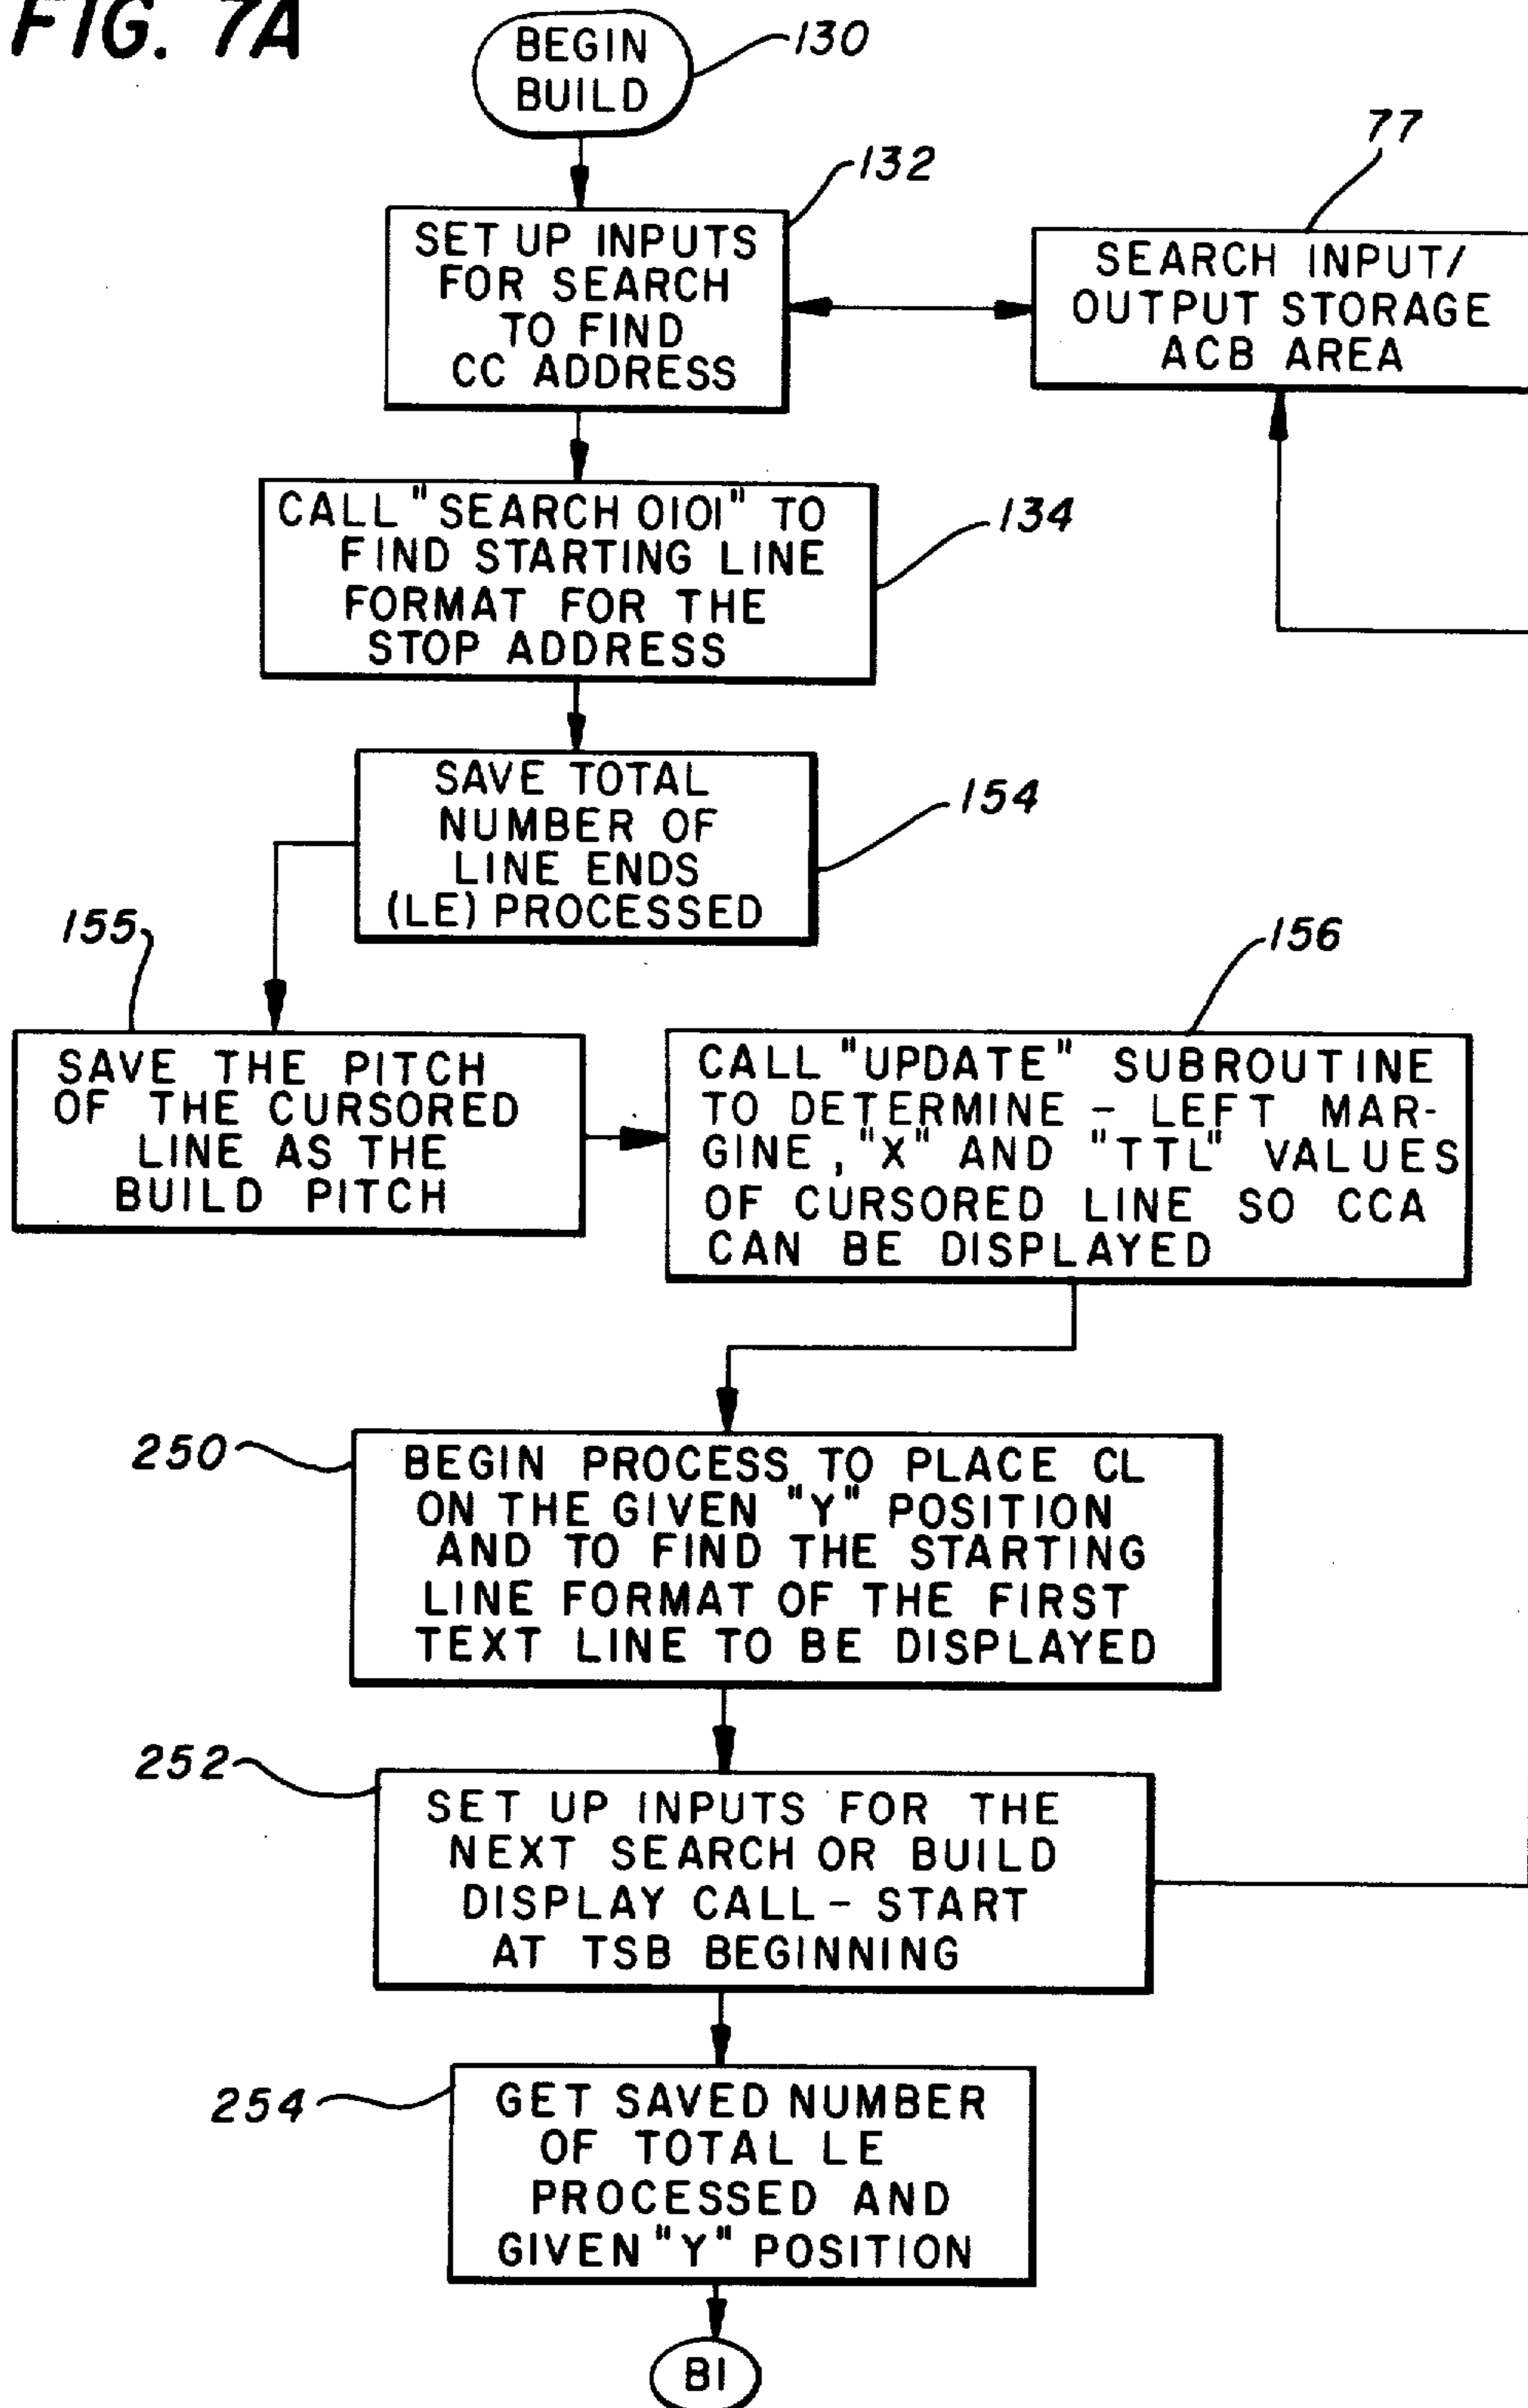 FIG. 7A
BEGIN
BUILD
130
132
SET UP INPUTS
FOR SEARCH
TO FIND
CC ADDRESS
77
SEARCH INPUT/
OUTPUT STORAGE
ACB AREA
CALL "SEARCH 0101" TO
FIND STARTING LINE
FORMAT FOR THE
STOP ADDRESS
134
SAVE TOTAL
NUMBER OF
LINE ENDS
(LE) PROCESSED
154
155
SAVE THE PITCH
OF THE CURSORED
LINE AS THE
BUILD PITCH
156
CALL "UPDATE" SUBROUTINE
TO DETERMINE - LEFT MAR-
GINE, "X" AND "TTL" VALUES
OF CURSORED LINE SO CCA
CAN BE DISPLAYED
250
BEGIN PROCESS TO PLACE CL
ON THE GIVEN "Y" POSITION
AND TO FIND THE STARTING
LINE FORMAT OF THE FIRST
TEXT LINE TO BE DISPLAYED
252
SET UP INPUTS FOR THE
NEXT SEARCH OR BUILD
DISPLAY CALL - START
AT TSB BEGINNING
254
GET SAVED NUMBER
OF TOTAL LE
PROCESSED AND
GIVEN "Y" POSITION
B1